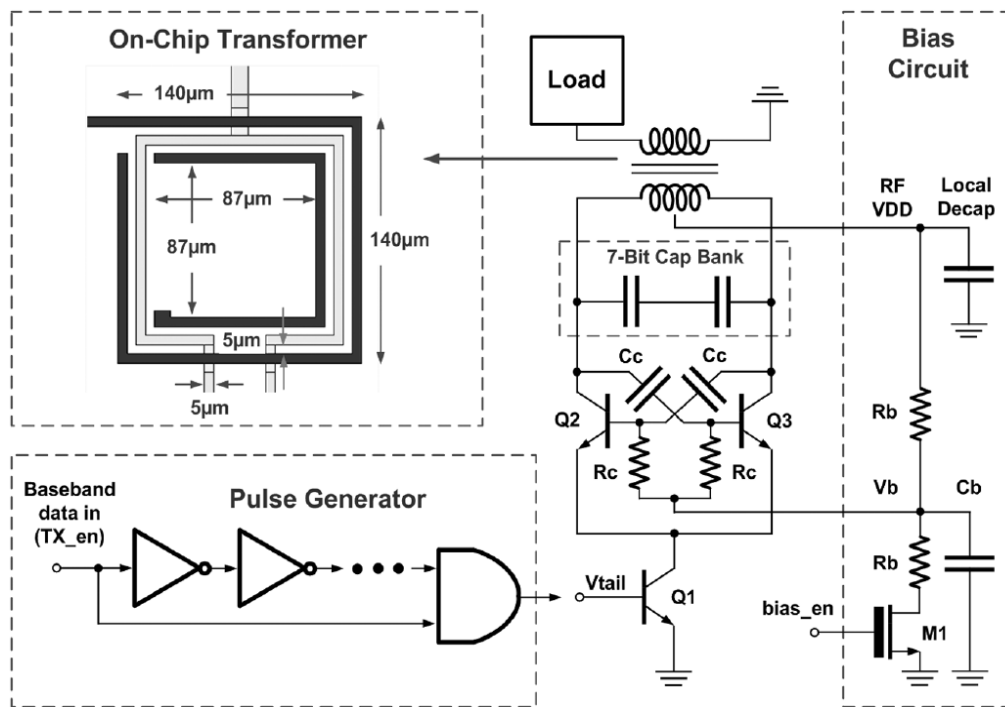 On-Chip Transformer
140µm
87µm
87µm
140µm
5µm
5µm
Load
7-Bit Cap Bank
Cc
Cc
Q2
Q3
Rc
Rc
Vtail
Q1
Bias
Circuit
RF
VDD
Local
Decap
Rb
Vb
Cb
Rb
bias_en
M1
Pulse Generator
Baseband
data in
(TX_en)